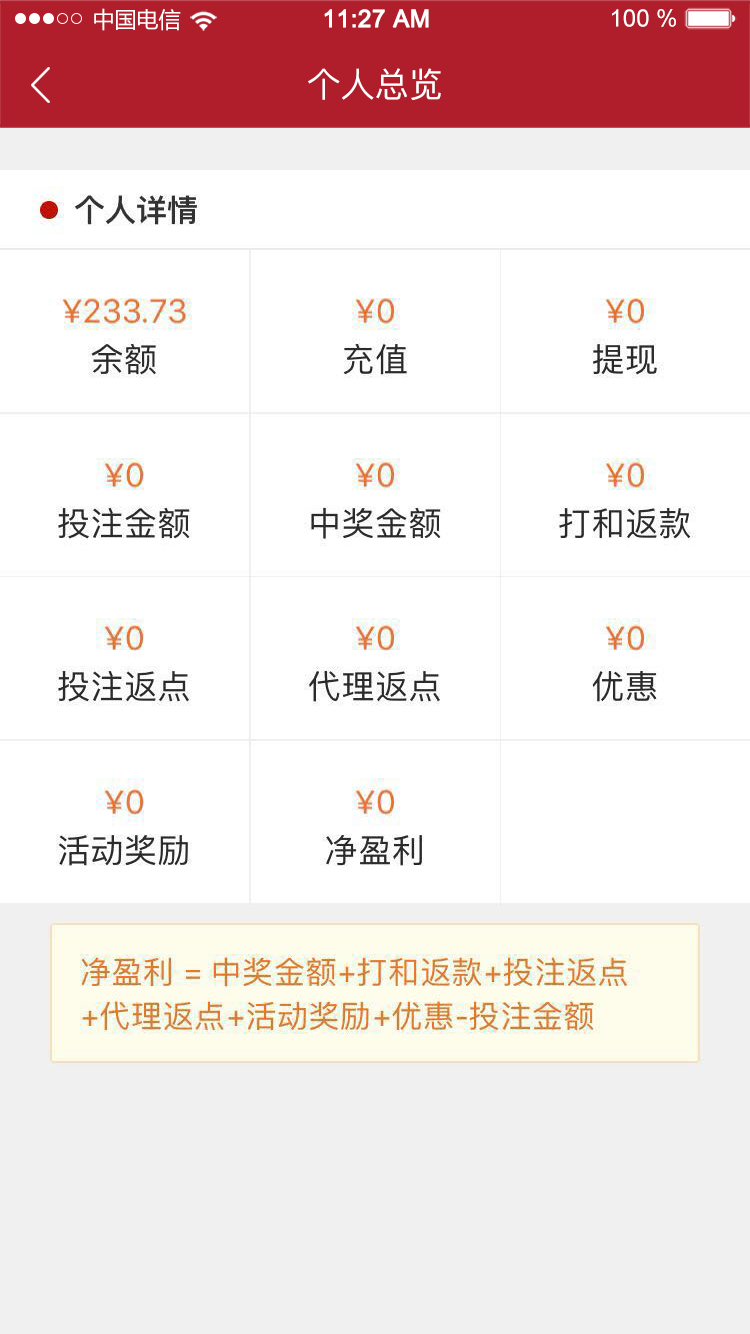 中国电信 11:27 AM 100 %
个人总览
个人详情
¥233.73 ¥0 ¥0
余额 充值 提现
¥0 ¥0 ¥0
投注金额 中奖金额 打和返款
¥0 ¥0 ¥0
投注返点 代理返点 优惠
¥0 ¥0
活动奖励 净盈利
净盈利 = 中奖金额+打和返款+投注返点
+代理返点+活动奖励+优惠-投注金额